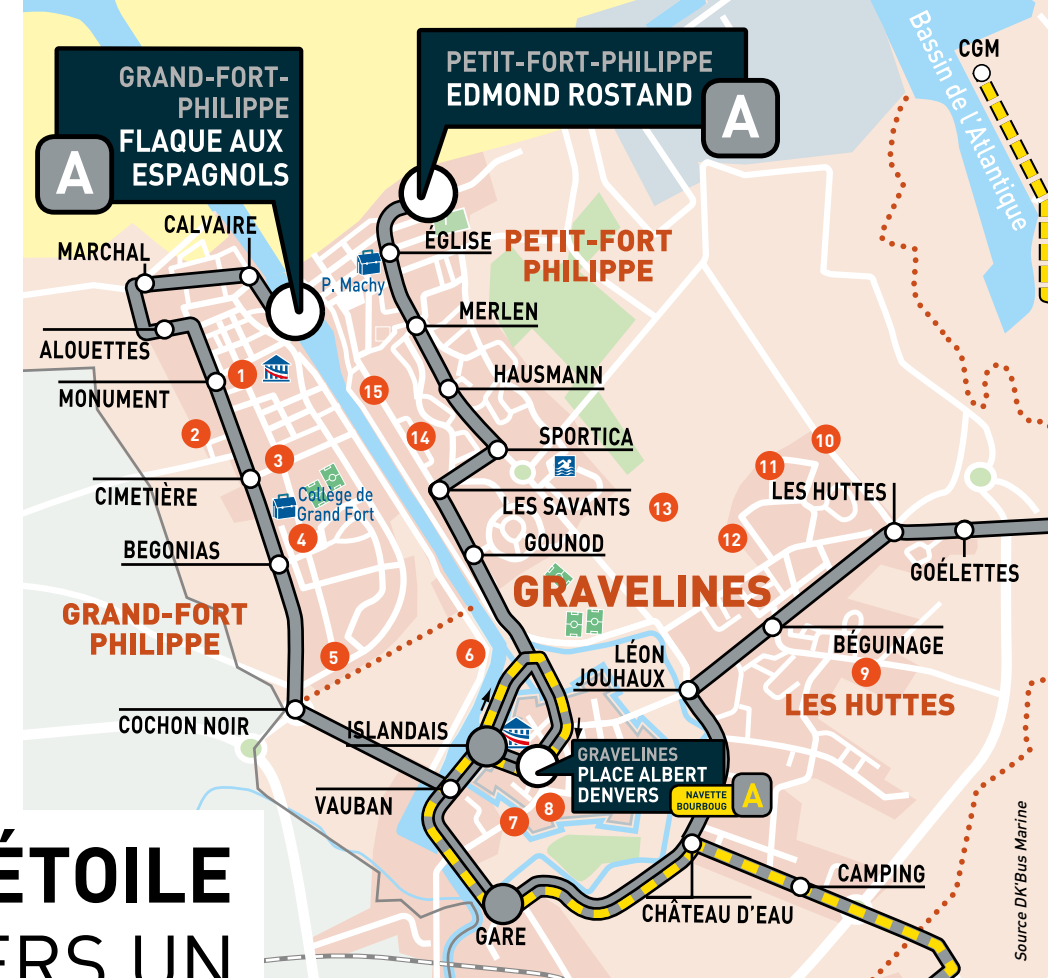 GRAND-FORT-
PHILIPPE
FLAQUE AUX
ESPAGNOLS
A
PETIT-FORT-PHILIPPE
EDMOND ROSTAND
A
CGM
Bassin de l'Atlantique
CALVAIRE
MARCHAL
ÉGLISE
PETIT-FORT
PHILIPPE
P. Machy
MERLEN
ALOUETTES
HAUSMANN
1
MONUMENT
15
2
14
SPORTICA
10
3
11
CIMETIÈRE
LES HUTTES
Collège de
Grand Fort
LES SAVANTS
13
4
12
BEGONIAS
GOUNOD
GOÉLETTES
GRAVELINES
GRAND-FORT
PHILIPPE
5
6
LÉON
JOUHAUX
BÉGUINAGE
9
LES HUTTES
COCHON NOIR
ISLANDAIS
GRAVELINES
PLACE ALBERT
DENVERS
NAVETTE
BOURBOUG
A
VAUBAN
7
8
CAMPING
CHÂTEAU D'EAU
GARE
Source DK'Bus Marine
ÉTOILE
ERS UN